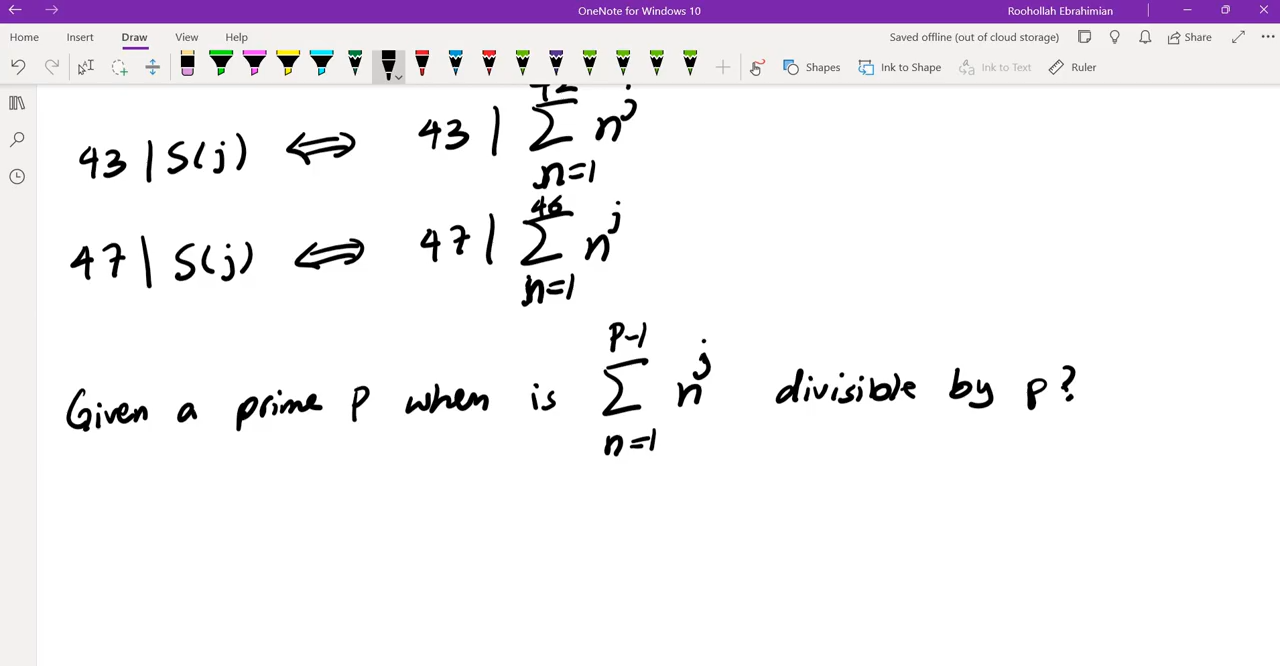 OneNote for Windows 10
Roohollah Ebrahimian
Home Insert Draw View Help
Saved offline (out of cloud storage) Share
Shapes Ink to Shape Ink to Text Ruler
42
43 | S(j) ⟺ 43 | ∑ n^j
n=1
46
47 | S(j) ⟺ 47 | ∑ n^j
n=1
P-1
Given a prime p when is ∑ n^j divisible by p?
n=1